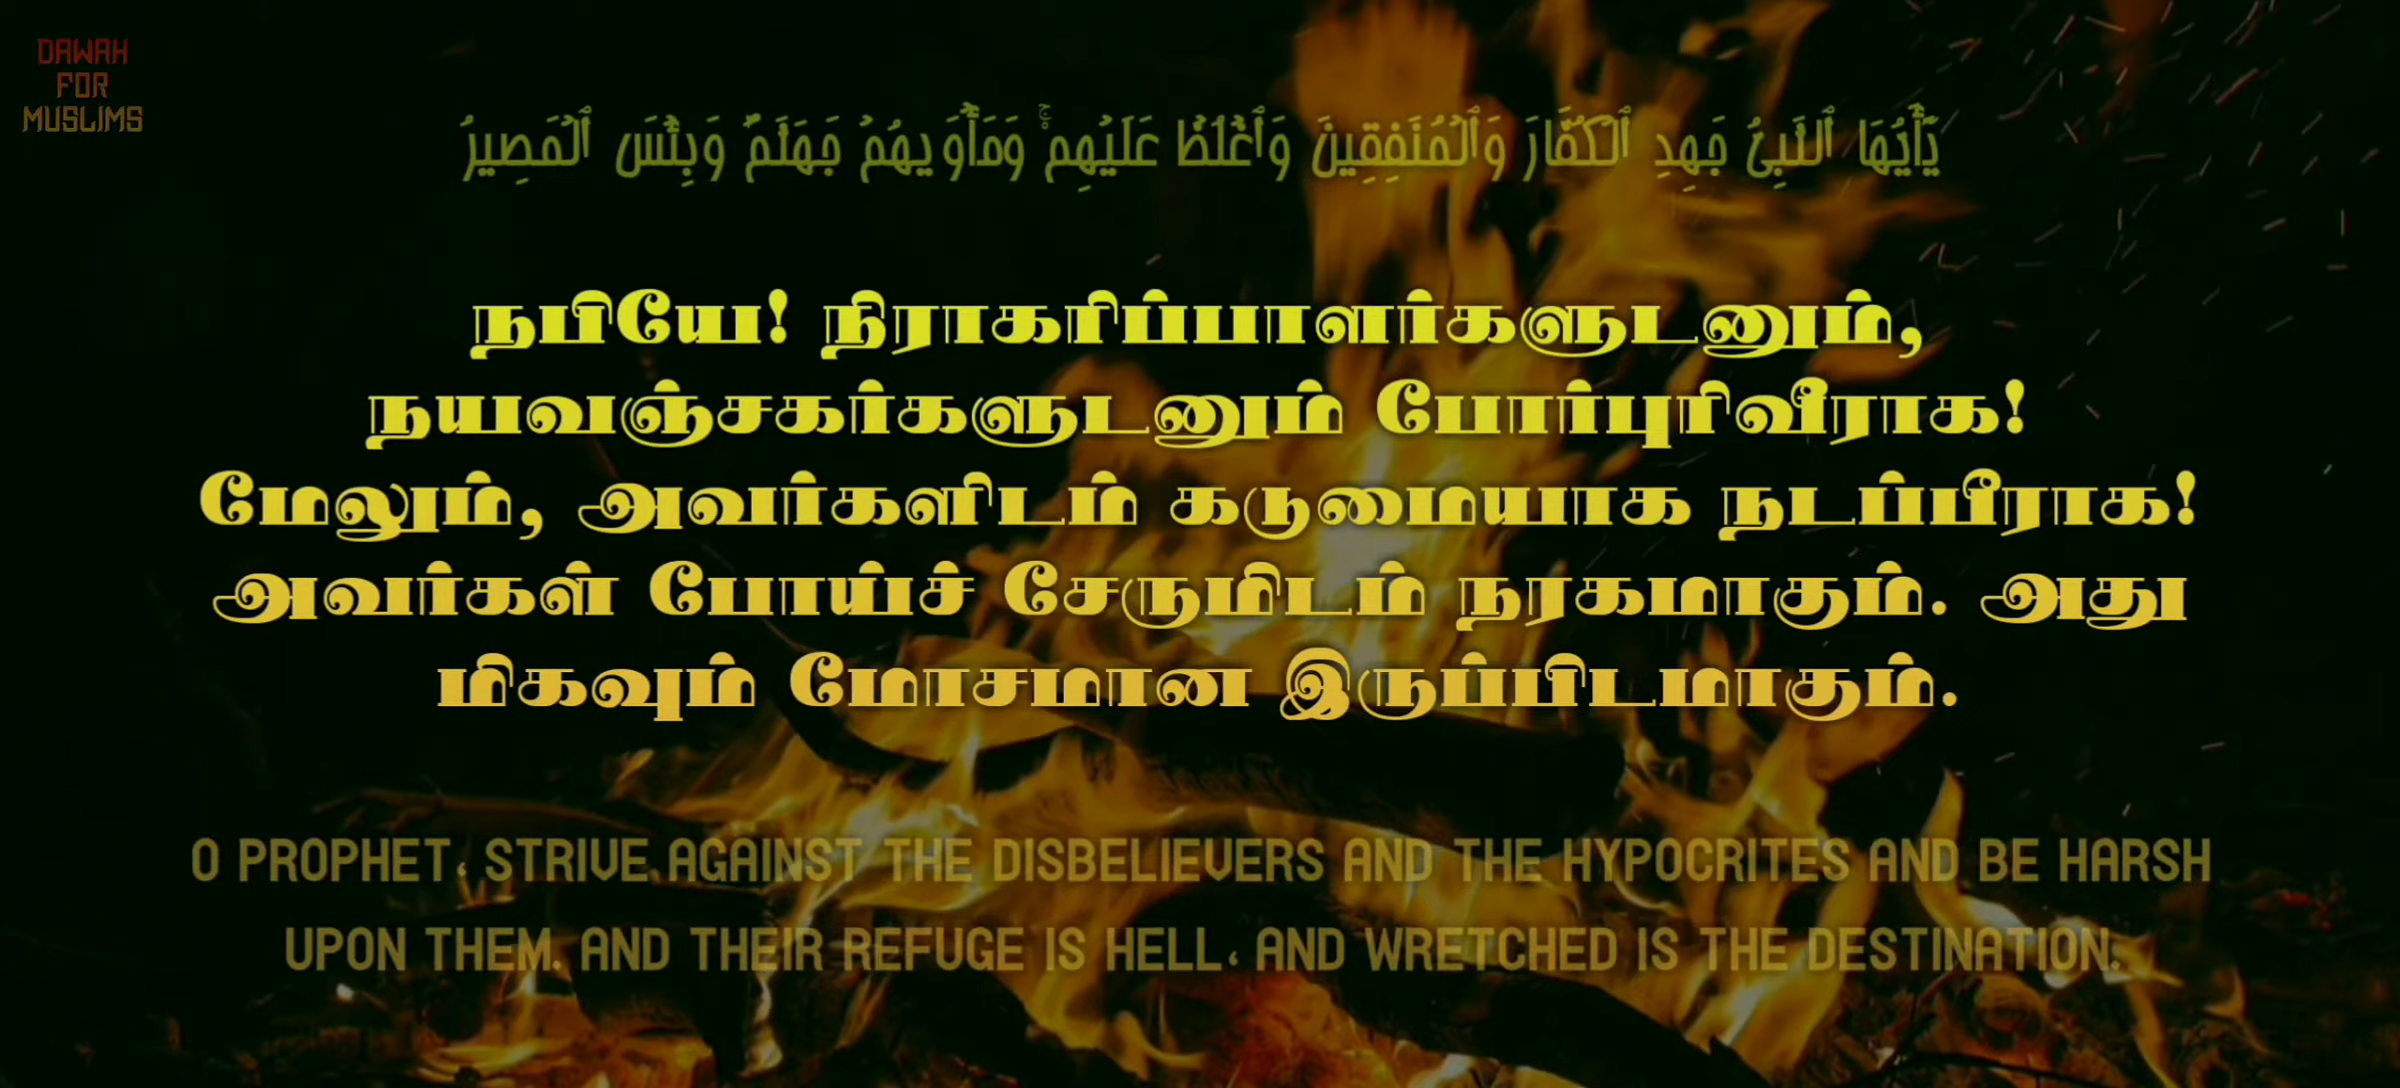 DAWAH
FOR
MUSLIMS
يَٰٓأَيُّهَا ٱلنَّبِىُّ جَٰهِدِ ٱلْكُفَّارَ وَٱلْمُنَٰفِقِينَ وَٱغْلُظْ عَلَيْهِمْ ۚ وَمَأْوَىٰهُمْ جَهَنَّمُ ۖ وَبِئْسَ ٱلْمَصِيرُ
நபியே! நிராகரிப்பாளர்களுடனும்,
நயவஞ்சகர்களுடனும் போர்புரிவீராக!
மேலும், அவர்களிடம் கடுமையாக நடப்பீராக!
அவர்கள் போய்ச் சேருமிடம் நரகமாகும். அது
மிகவும் மோசமான இருப்பிடமாகும்.
O PROPHET, STRIVE AGAINST THE DISBELIEVERS AND THE HYPOCRITES AND BE HARSH
UPON THEM. AND THEIR REFUGE IS HELL, AND WRETCHED IS THE DESTINATION.